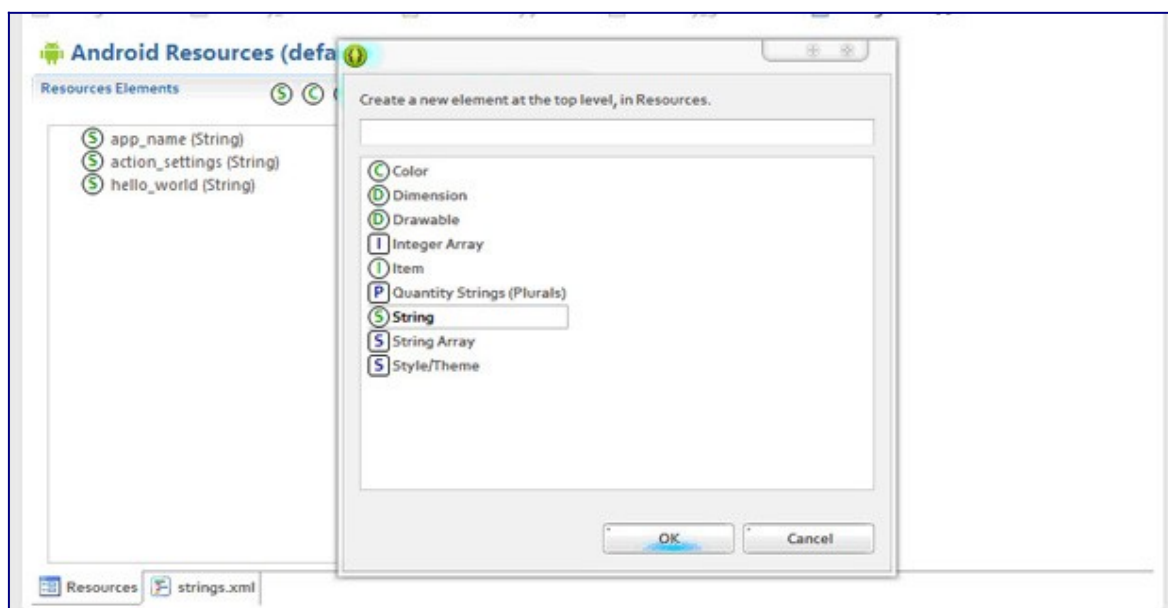 Android Resources (defa
Resources Elements
S C
S app_name (String)
S action_settings (String)
S hello_world (String)
Create a new element at the top level, in Resources.
C Color
D Dimension
D Drawable
I Integer Array
I Item
P Quantity Strings (Plurals)
S String
S String Array
S Style/Theme
OK Cancel
Resources strings.xml